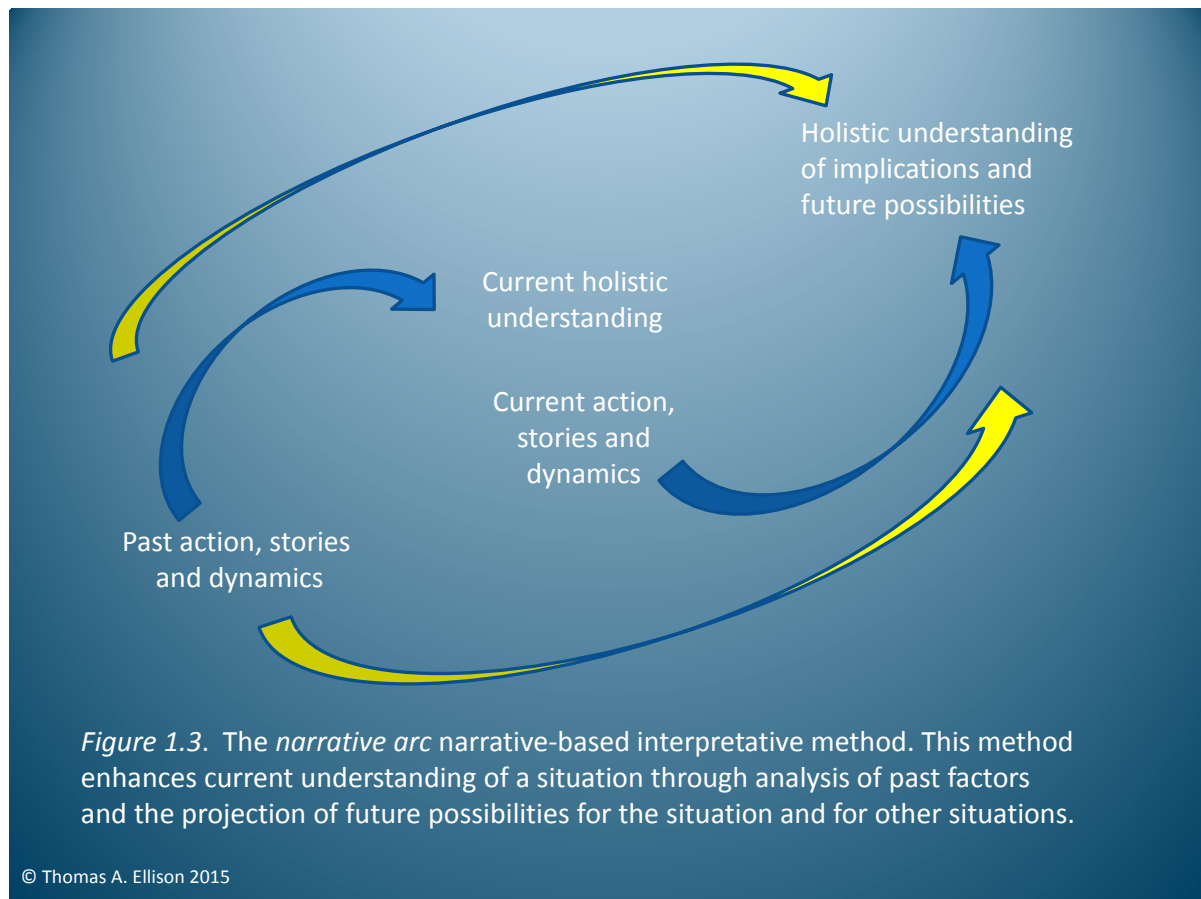 Holistic understanding
of implications and
future possibilities
Current holistic
understanding
Current action,
stories and
dynamics
Past action, stories
and dynamics
Figure 1.3.  The narrative arc narrative-based interpretative method. This method
enhances current understanding of a situation through analysis of past factors
and the projection of future possibilities for the situation and for other situations.
© Thomas A. Ellison 2015